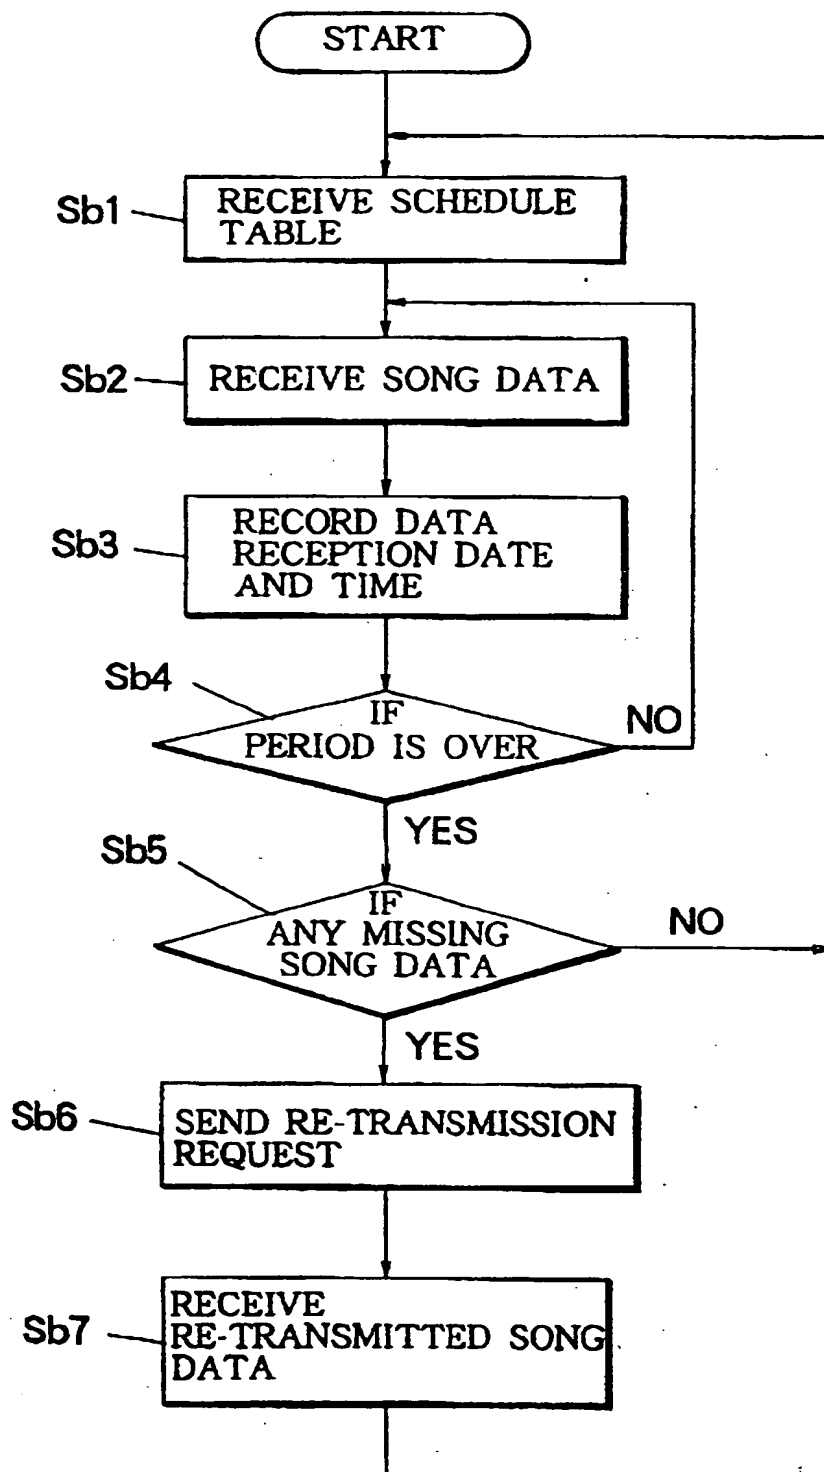 START
Sb1
RECEIVE SCHEDULE
TABLE
Sb2
RECEIVE SONG DATA
Sb3
RECORD DATA
RECEPTION DATE
AND TIME
Sb4
IF
PERIOD IS OVER
NO
YES
Sb5
IF
ANY MISSING
SONG DATA
NO
YES
Sb6
SEND RE-TRANSMISSION
REQUEST
Sb7
RECEIVE
RE-TRANSMITTED SONG
DATA